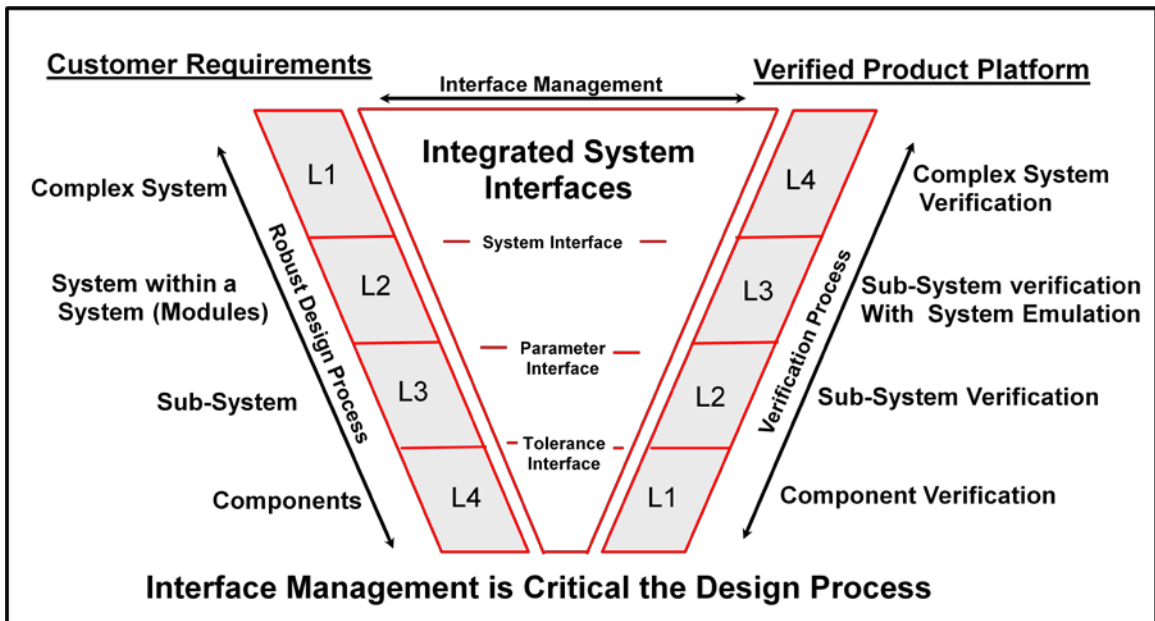 Customer Requirements
Interface Management
Verified Product Platform
Integrated System
Interfaces
Complex System
System within a
System (Modules)
Sub-System
Components
Robust Design Process
L1
L2
L3
L4
System Interface
Parameter
Interface
Tolerance
Interface
L4
L3
L2
L1
Verification Process
Complex System
Verification
Sub-System verification
With System Emulation
Sub-System Verification
Component Verification
Interface Management is Critical the Design Process